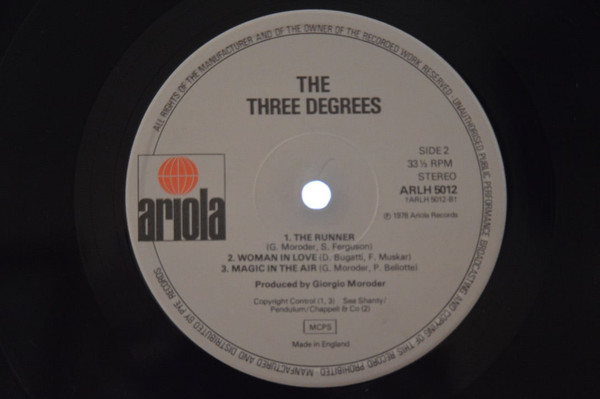 ALL RIGHTS OF THE MANUFACTURER AND OF THE OWNER OF THE RECORDED WORK RESERVED · UNAUTHORISED PUBLIC PERFORMANCE BROADCASTING AND COPYING OF THIS RECORD PROHIBITED · MANUFACTURED AND DISTRIBUTED BY PYE RECORDS
THE
THREE DEGREES
SIDE 2
33 ⅓ RPM
STEREO
ARLH 5012
1ARLH 5012-B1
ariola
℗ 1978 Ariola Records
1. THE RUNNER
(G. Moroder, S. Ferguson)
2. WOMAN IN LOVE (D. Bugatti, F. Muskar)
3. MAGIC IN THE AIR (G. Moroder, P. Bellotte)
Produced by Giorgio Moroder
Copyright Control (1, 3) Sea Shanty/
Pendulum/Chappell & Co (2)
MCPS
Made in England